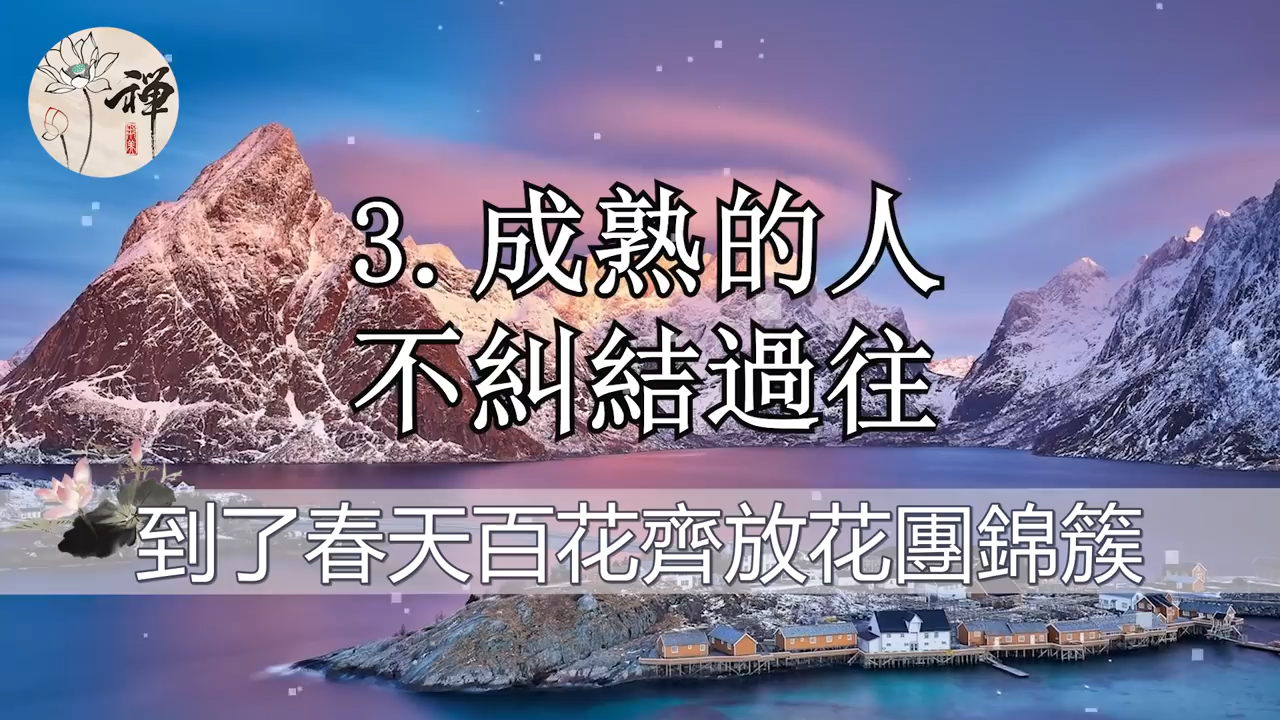 禪
3.成熟的人
不糾結過往
到了春天百花齊放花團錦簇